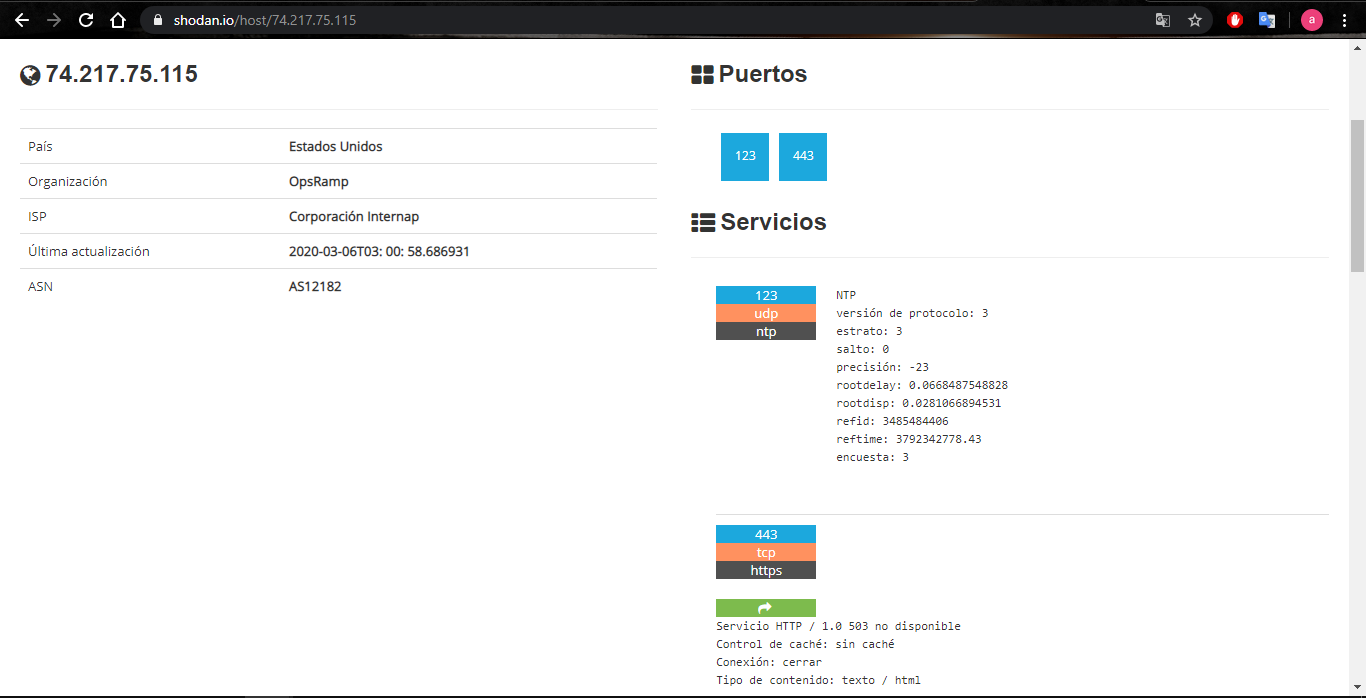 shodan.io/host/74.217.75.115
a
74.217.75.115
País Estados Unidos
Organización OpsRamp
ISP Corporación Internap
Última actualización 2020-03-06T03: 00: 58.686931
ASN AS12182
Puertos
123 443
Servicios
123
udp
ntp
NTP
versión de protocolo: 3
estrato: 3
salto: 0
precisión: -23
rootdelay: 0.0668487548828
rootdisp: 0.0281066894531
refid: 3485484406
reftime: 3792342778.43
encuesta: 3
443
tcp
https
Servicio HTTP / 1.0 503 no disponible
Control de caché: sin caché
Conexión: cerrar
Tipo de contenido: texto / html